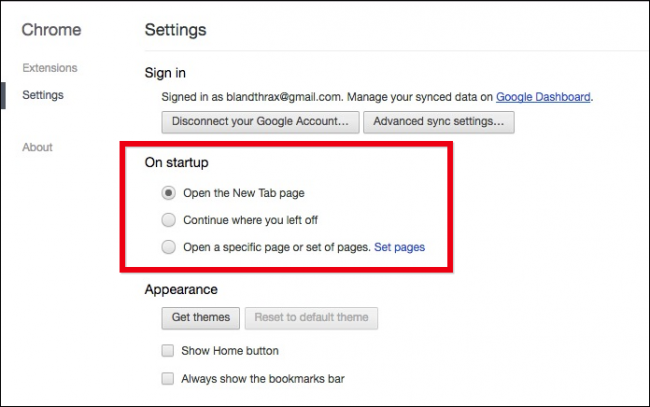 Chrome
Settings
Extensions
Settings
About
Sign in
Signed in as blandthrax@gmail.com. Manage your synced data on Google Dashboard.
Disconnect your Google Account... Advanced sync settings...
On startup
Open the New Tab page
Continue where you left off
Open a specific page or set of pages. Set pages
Appearance
Get themes Reset to default theme
Show Home button
Always show the bookmarks bar